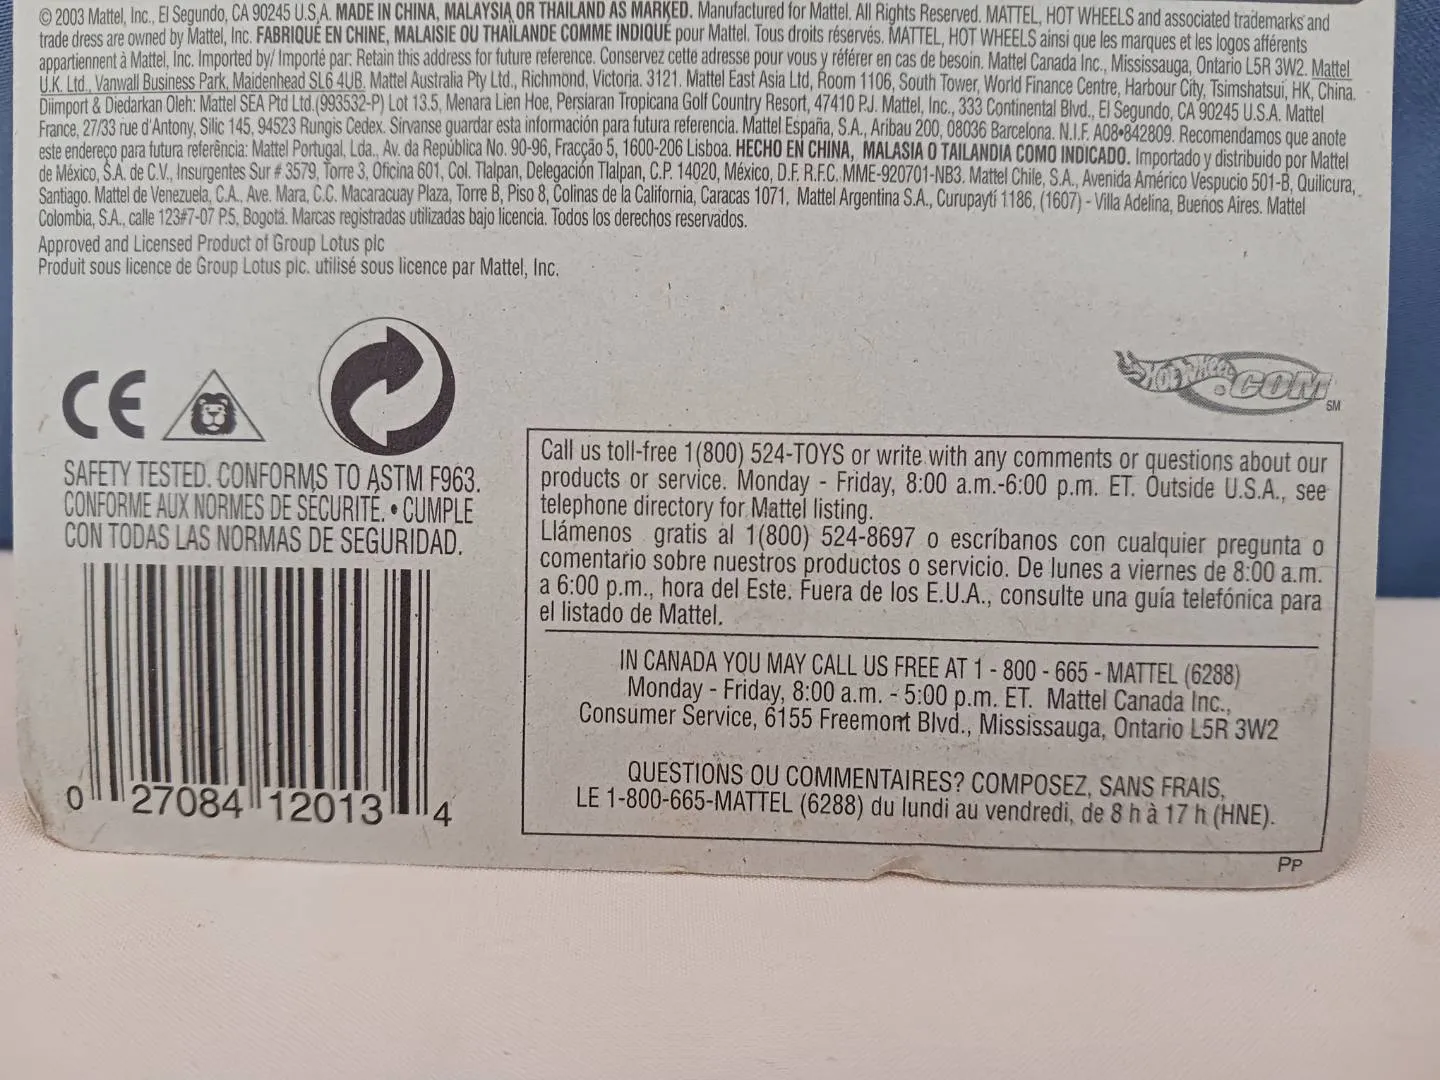 © 2003 Mattel, Inc., El Segundo, CA 90245 U.S.A. MADE IN CHINA, MALAYSIA OR THAILAND AS MARKED. Manufactured for Mattel. All Rights Reserved. MATTEL, HOT WHEELS and associated trademarks and
trade dress are owned by Mattel, Inc. FABRIQUÉ EN CHINE, MALAISIE OU THAÏLANDE COMME INDIQUÉ pour Mattel. Tous droits réservés. MATTEL, HOT WHEELS ainsi que les marques et les logos afférents
appartiennent à Mattel, Inc. Imported by/ Importé par: Retain this address for future reference. Conservez cette adresse pour vous y référer en cas de besoin. Mattel Canada Inc., Mississauga, Ontario L5R 3W2. Mattel
U.K. Ltd., Vanwall Business Park, Maidenhead SL6 4UB. Mattel Australia Pty Ltd., Richmond, Victoria. 3121. Mattel East Asia Ltd, Room 1106, South Tower, World Finance Centre, Harbour City, Tsimshatsui, HK, China.
Diimport & Diedarkan Oleh: Mattel SEA Ptd Ltd.(993532-P) Lot 13.5, Menara Lien Hoe, Persiaran Tropicana Golf Country Resort, 47410 PJ. Mattel, Inc., 333 Continental Blvd., El Segundo, CA 90245 U.S.A. Mattel
France, 27/33 rue d'Antony, Silic 145, 94523 Rungis Cedex. Sírvanse guardar esta información para futura referencia. Mattel España, S.A., Aribau 200, 08036 Barcelona. N.I.F. A08•842809. Recomendamos que anote
este endereço para futura referência: Mattel Portugal, Lda., Av. da República No. 90-96, Fracção 5, 1600-206 Lisboa. HECHO EN CHINA, MALASIA O TAILANDIA COMO INDICADO. Importado y distribuido por Mattel
de México, S.A. de C.V., Insurgentes Sur # 3579, Torre 3, Oficina 601, Col. Tlalpan, Delegación Tlalpan, C.P. 14020, México, D.F. R.F.C. MME-920701-NB3. Mattel Chile, S.A., Avenida Américo Vespucio 501-B, Quilicura,
Santiago. Mattel de Venezuela, C.A., Ave. Mara, C.C. Macaracuay Plaza, Torre B, Piso 8, Colinas de la California, Caracas 1071. Mattel Argentina S.A., Curupaytí 1186, (1607) - Villa Adelina, Buenos Aires. Mattel
Colombia, S.A., calle 123#7-07 P.5, Bogotá. Marcas registradas utilizadas bajo licencia. Todos los derechos reservados.
Approved and Licensed Product of Group Lotus plc
Produit sous licence de Group Lotus plc. utilisé sous licence par Mattel, Inc.
CE
HOT WHEELS.COM SM
SAFETY TESTED. CONFORMS TO ASTM F963.
CONFORME AUX NORMES DE SÉCURITÉ. • CUMPLE
CON TODAS LAS NORMAS DE SEGURIDAD.
0 27084 12013 4
Call us toll-free 1(800) 524-TOYS or write with any comments or questions about our
products or service. Monday - Friday, 8:00 a.m.-6:00 p.m. ET. Outside U.S.A., see
telephone directory for Mattel listing.
Llámenos gratis al 1(800) 524-8697 o escríbanos con cualquier pregunta o
comentario sobre nuestros productos o servicio. De lunes a viernes de 8:00 a.m.
a 6:00 p.m., hora del Este. Fuera de los E.U.A., consulte una guía telefónica para
el listado de Mattel.
IN CANADA YOU MAY CALL US FREE AT 1 - 800 - 665 - MATTEL (6288)
Monday - Friday, 8:00 a.m. - 5:00 p.m. ET. Mattel Canada Inc.,
Consumer Service, 6155 Freemont Blvd., Mississauga, Ontario L5R 3W2
QUESTIONS OU COMMENTAIRES? COMPOSEZ, SANS FRAIS,
LE 1-800-665-MATTEL (6288) du lundi au vendredi, de 8 h à 17 h (HNE).
PP